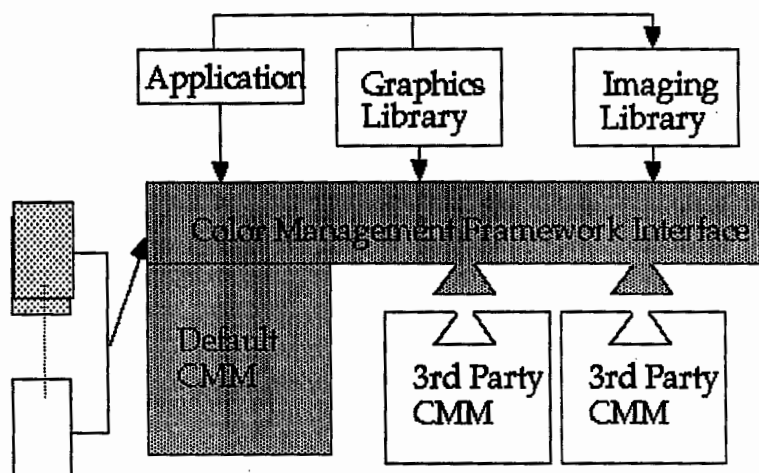 Application
Graphics
Library
Imaging
Library
Color Management Framework Interface
Default
CMM
3rd Party
CMM
3rd Party
CMM